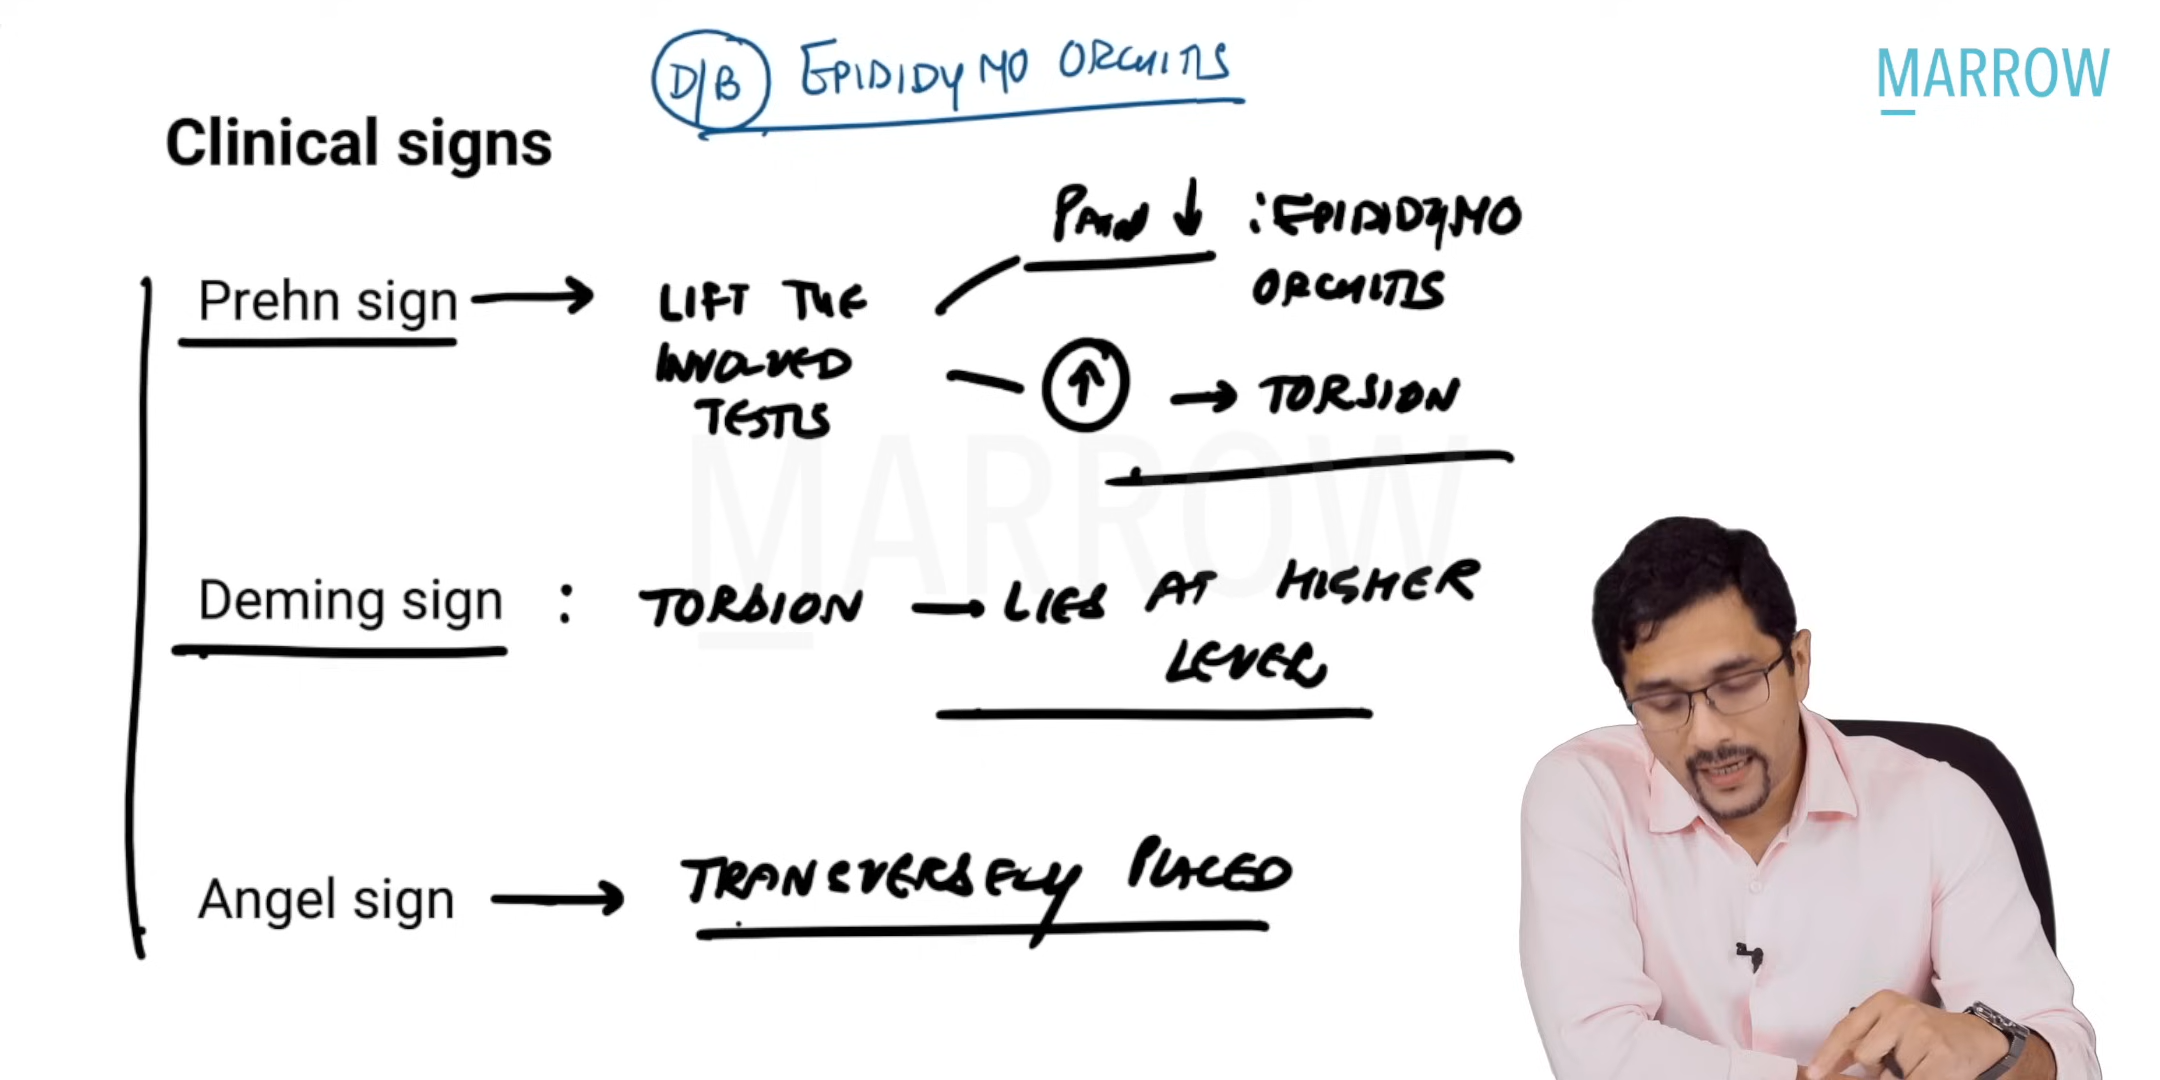 D/B EPIDIDYMO ORCHITIS
MARROW
Clinical signs
PAIN ↓ : EPIDIDYMO
ORCHITIS
Prehn sign → LIFT THE
INVOLVED
TESTIS
↑ → TORSION
MARROW
Deming sign : TORSION → LIES AT HIGHER
LEVEL
Angel sign → TRANSVERSELY PLACED